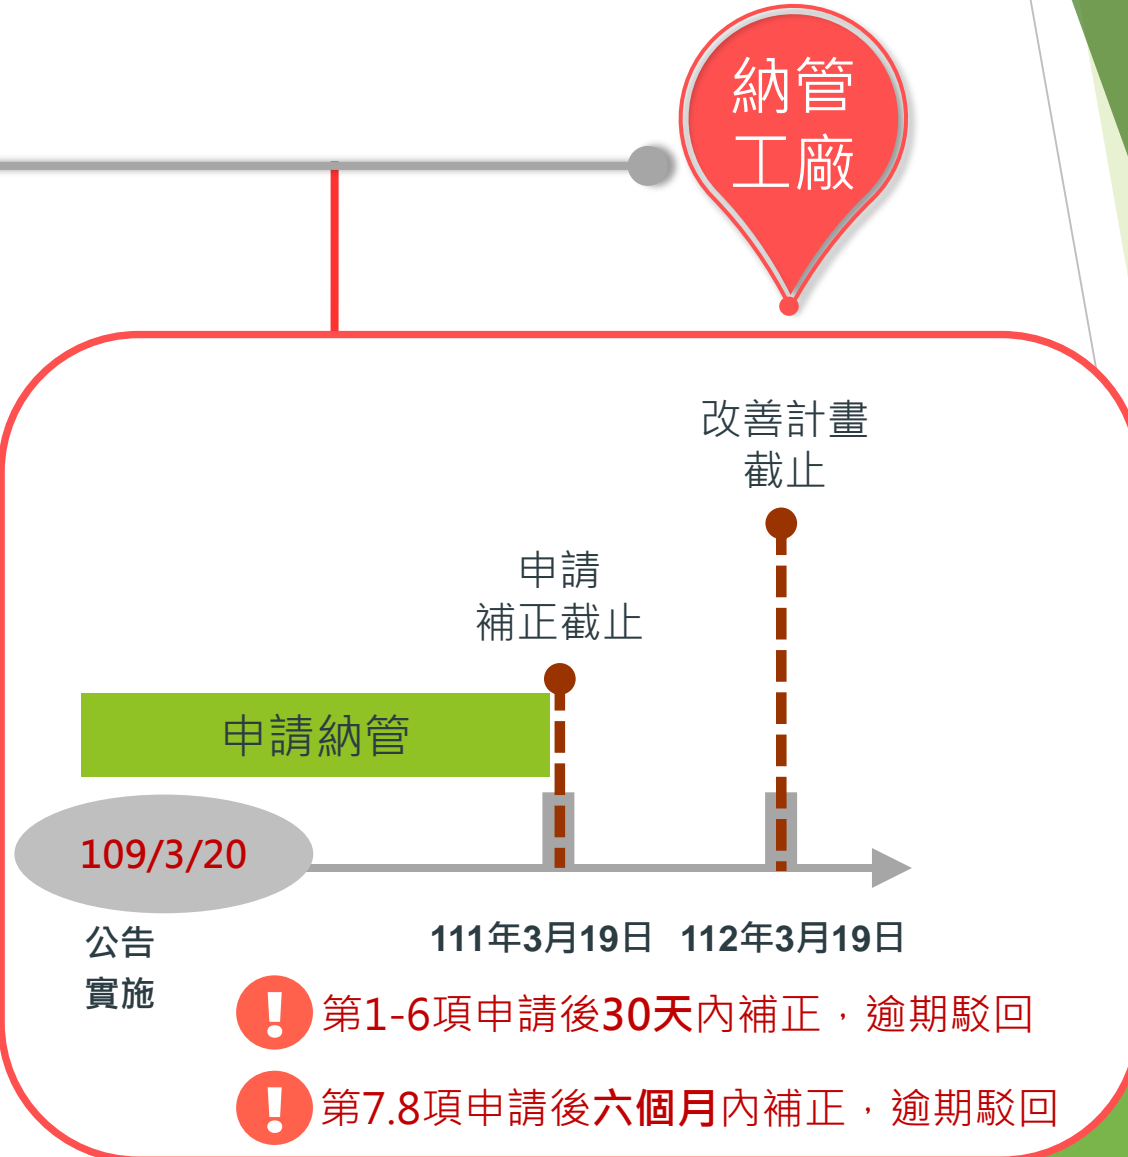 納管
工廠
改善計畫
截止
申請
補正截止
申請納管
109/3/20
公告
實施
111年3月19日
112年3月19日
! 第1-6項申請後30天內補正，逾期駁回
! 第7.8項申請後六個月內補正，逾期駁回